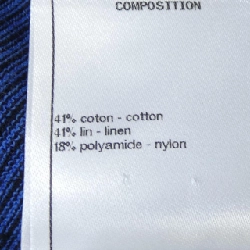 COMPOSITION
41% coton - cotton
41% lin - linen
18% polyamide - nylon